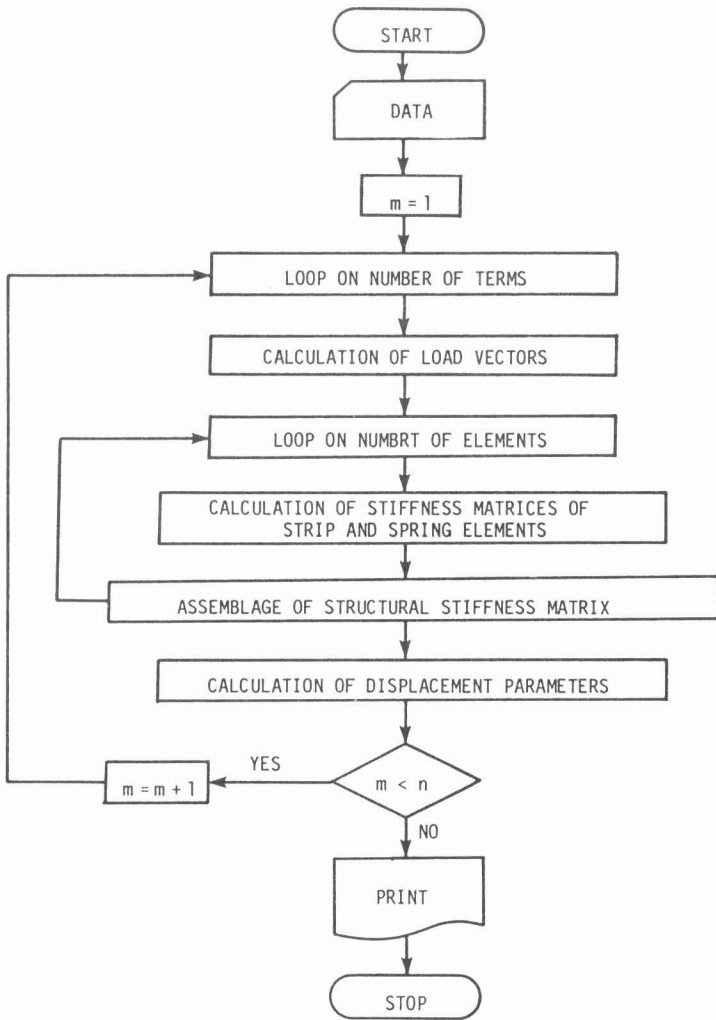 START
DATA
m = 1
LOOP ON NUMBER OF TERMS
CALCULATION OF LOAD VECTORS
LOOP ON NUMBRT OF ELEMENTS
CALCULATION OF STIFFNESS MATRICES OF
STRIP AND SPRING ELEMENTS
ASSEMBLAGE OF STRUCTURAL STIFFNESS MATRIX
CALCULATION OF DISPLACEMENT PARAMETERS
YES
m = m + 1
m < n
NO
PRINT
STOP